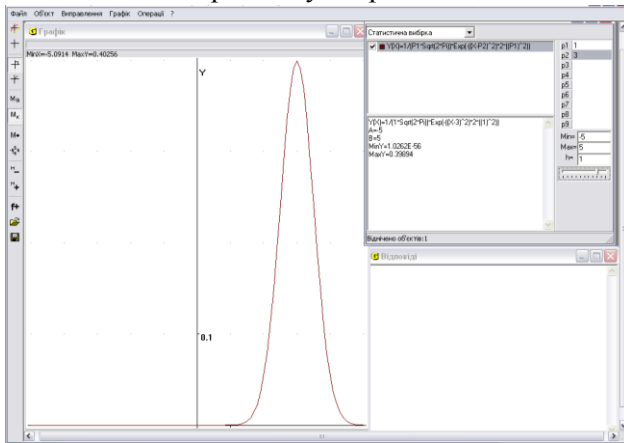 Файл Об'єкт Виправлення Графік Операції ?
Графік
MinX=-5.0914 MaxY=0.40256
Y
0.1
Статистична вибірка
Y(X)=1/(P1*Sqrt(2*Pi))*Exp(-((X-P2)^2)/2*((P1)^2))
p1 1
p2 3
p3
p4
p5
p6
p7
p8
p9
Min= -5
Max= 5
h= 1
Y(X)=1/(1*Sqrt(2*Pi))*Exp(-((X-3)^2)/2*((1)^2))
A=-5
B=5
MinY=1.0262E-56
MaxY=0.39894
Відмічено об'єктів:1
Відповіді